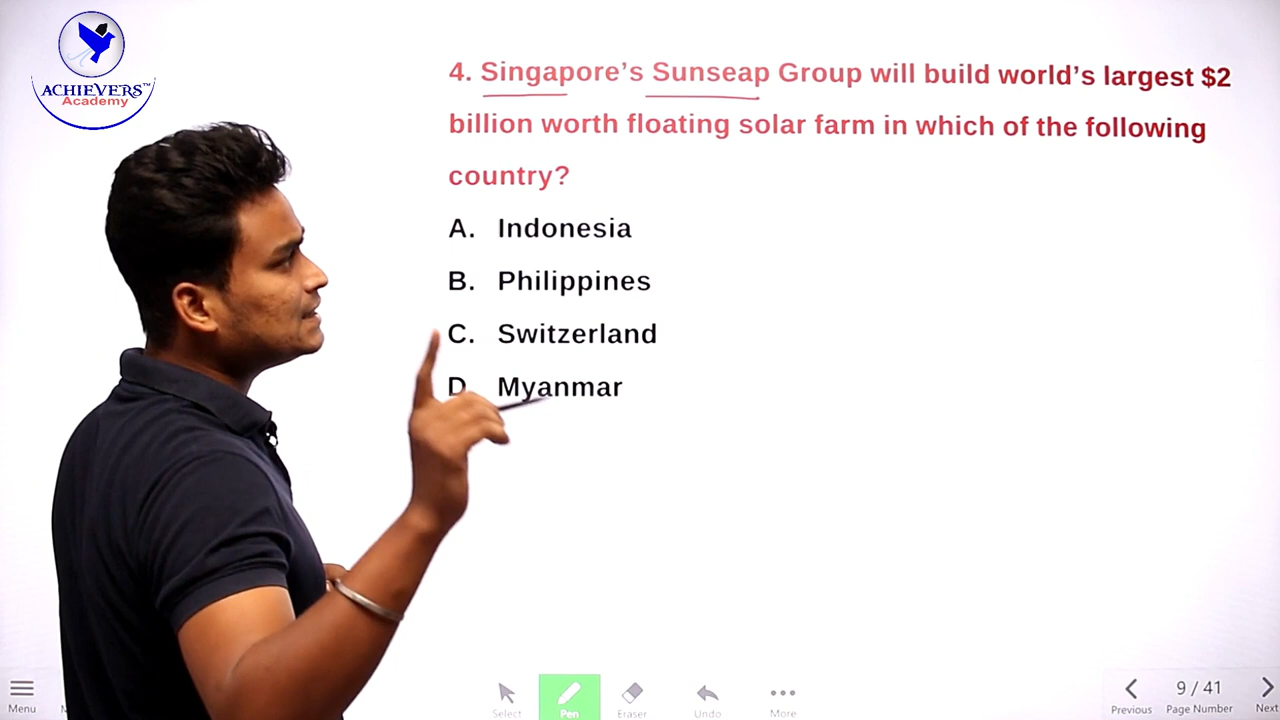 ACHIEVERS™
Academy
4. Singapore's Sunseap Group will build world's largest $2
billion worth floating solar farm in which of the following
country?
A. Indonesia
B. Philippines
C. Switzerland
D. Myanmar
Menu
Select
Pen
Eraser
Undo
More
Previous
9 / 41
Page Number
Next